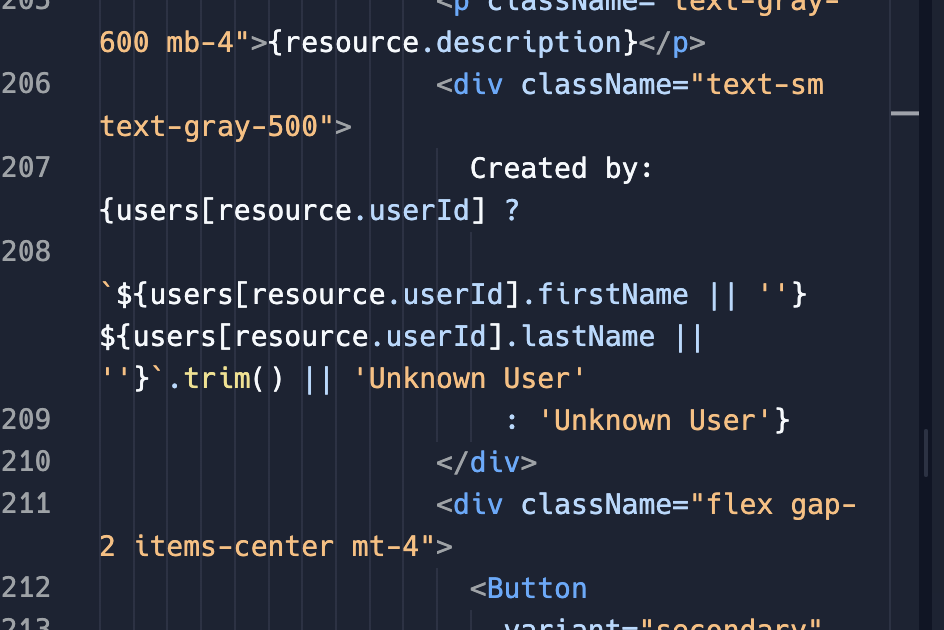 205 <p className="text-gray-
600 mb-4">{resource.description}</p>
206 <div className="text-sm
text-gray-500">
207 Created by:
{users[resource.userId] ?
208
`${users[resource.userId].firstName || ''}
${users[resource.userId].lastName ||
''}`.trim() || 'Unknown User'
209 : 'Unknown User'}
210 </div>
211 <div className="flex gap-
2 items-center mt-4">
212 <Button
213 variant="secondary"